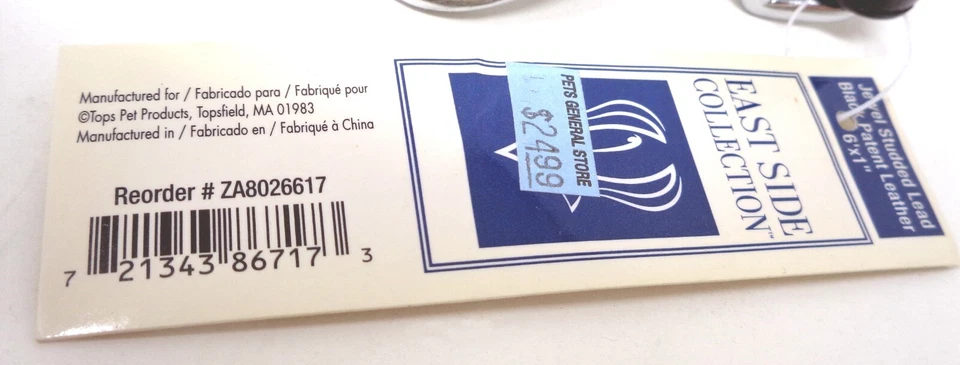 Manufactured for / Fabricado para / Fabriqué pour
©Tops Pet Products, Topsfield, MA 01983
Manufactured in / Fabricado en / Fabriqué à China
Reorder # ZA8026617
7 21343 86717 3
PETS GENERAL STORE
$2499
EAST SIDE
COLLECTION™
Jewel Studded Lead
Black Patent Leather
6'x1"